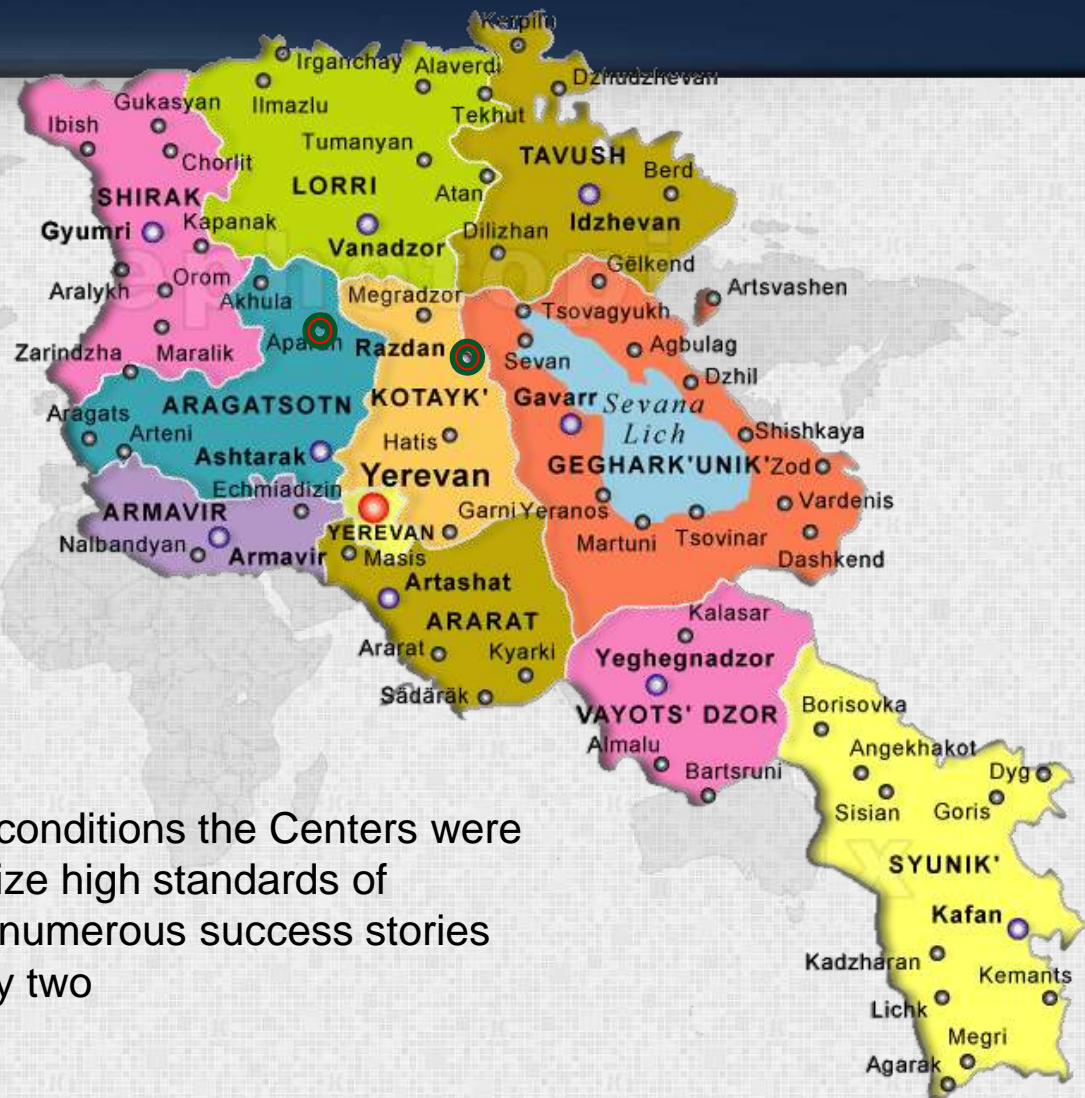 Kerpilu
Irganchay Alaverdi
Dzhudzhevan
Gukasyan Ilmazlu
Tekhut
Ibish
Chorlit
Tumanyan
TAVUSH
Berd
SHIRAK
LORRI
Atan
Gyumri
Kapanak
Vanadzor
Dilizhan
Idzhevan
Gëlkend
Aralykh
Orom
Akhula
Megradzor
Tsovagyukh
Artsvashen
Zarindzha
Maralik
Aparan
Razdan
Sevan
Agbulag
Dzhil
Aragats
ARAGATSOTN
KOTAYK'
Gavarr
Sevana
Lich
Shishkaya
Arteni
Ashtarak
Hatis
Yerevan
GEGHARK'UNIK'
Zod
Echmiadizin
ARMAVIR
YEREVAN
Garni
Yeranos
Vardenis
Nalbandyan
Armavir
Masis
Martuni
Tsovinar
Dashkend
Artashat
ARARAT
Kalasar
Ararat
Kyarki
Yeghegnadzor
Sädäräk
VAYOTS' DZOR
Borisovka
Almalu
Bartsruni
Angekhakot
Dyg
Sisian
Goris
conditions the Centers were
ize high standards of
numerous success stories
y two
SYUNIK'
Kafan
Kadzharan
Kemants
Lichk
Megri
Agarak